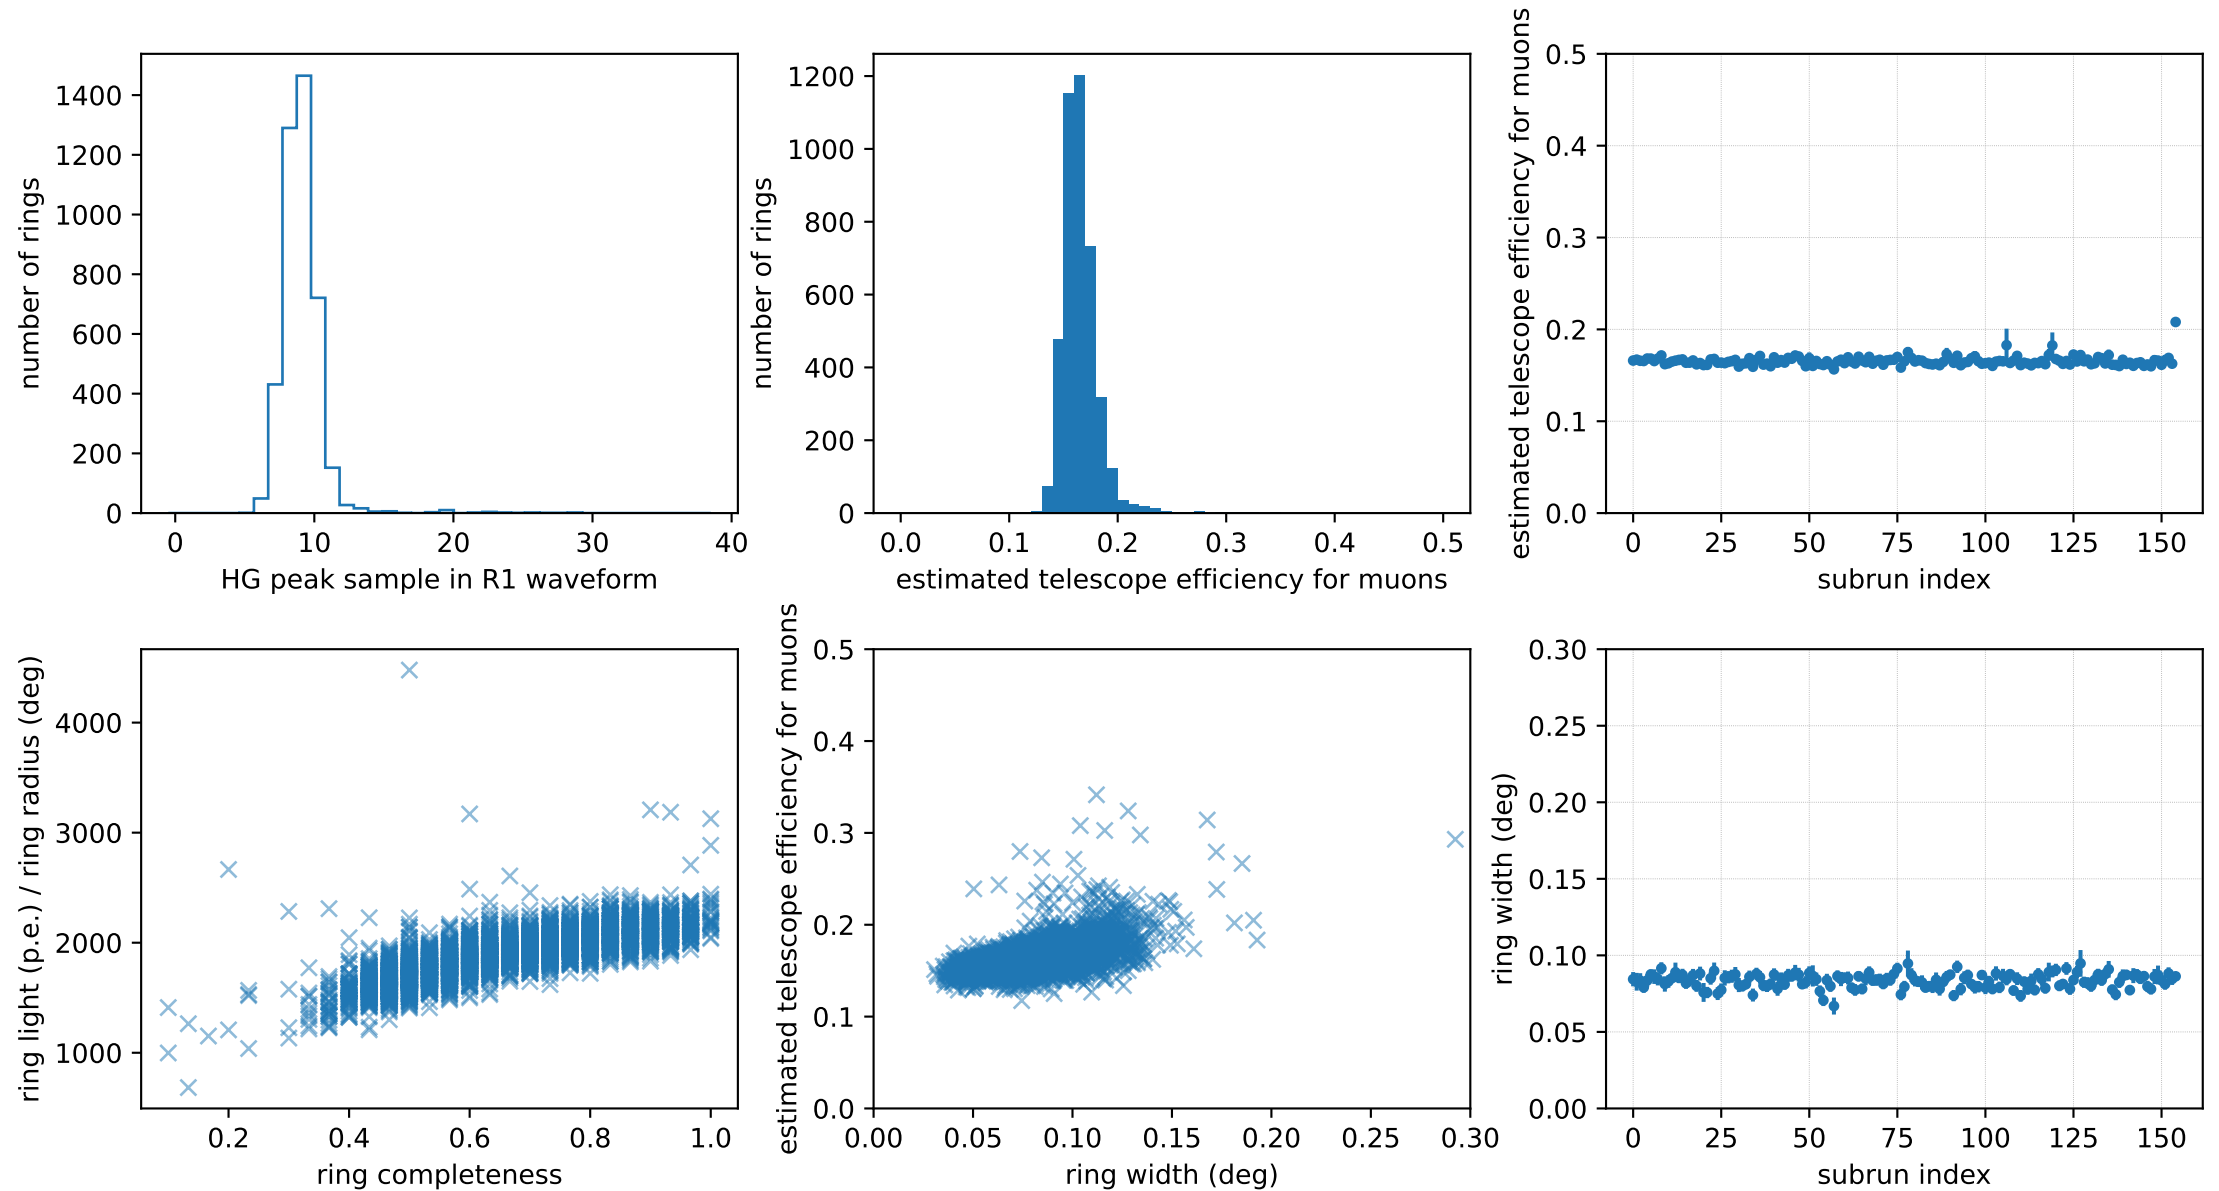 number of rings
1400
1200
1000
800
600
400
200
0
0 10 20 30 40
HG peak sample in R1 waveform
number of rings
1200
1000
800
600
400
200
0
0.0 0.1 0.2 0.3 0.4 0.5
estimated telescope efficiency for muons
estimated telescope efficiency for muons
0.5
0.4
0.3
0.2
0.1
0.0
0 25 50 75 100 125 150
subrun index
ring light (p.e.) / ring radius (deg)
4000
3000
2000
1000
0.2 0.4 0.6 0.8 1.0
ring completeness
estimated telescope efficiency for muons
0.5
0.4
0.3
0.2
0.1
0.0
0.00 0.05 0.10 0.15 0.20 0.25 0.30
ring width (deg)
ring width (deg)
0.30
0.25
0.20
0.15
0.10
0.05
0.00
0 25 50 75 100 125 150
subrun index